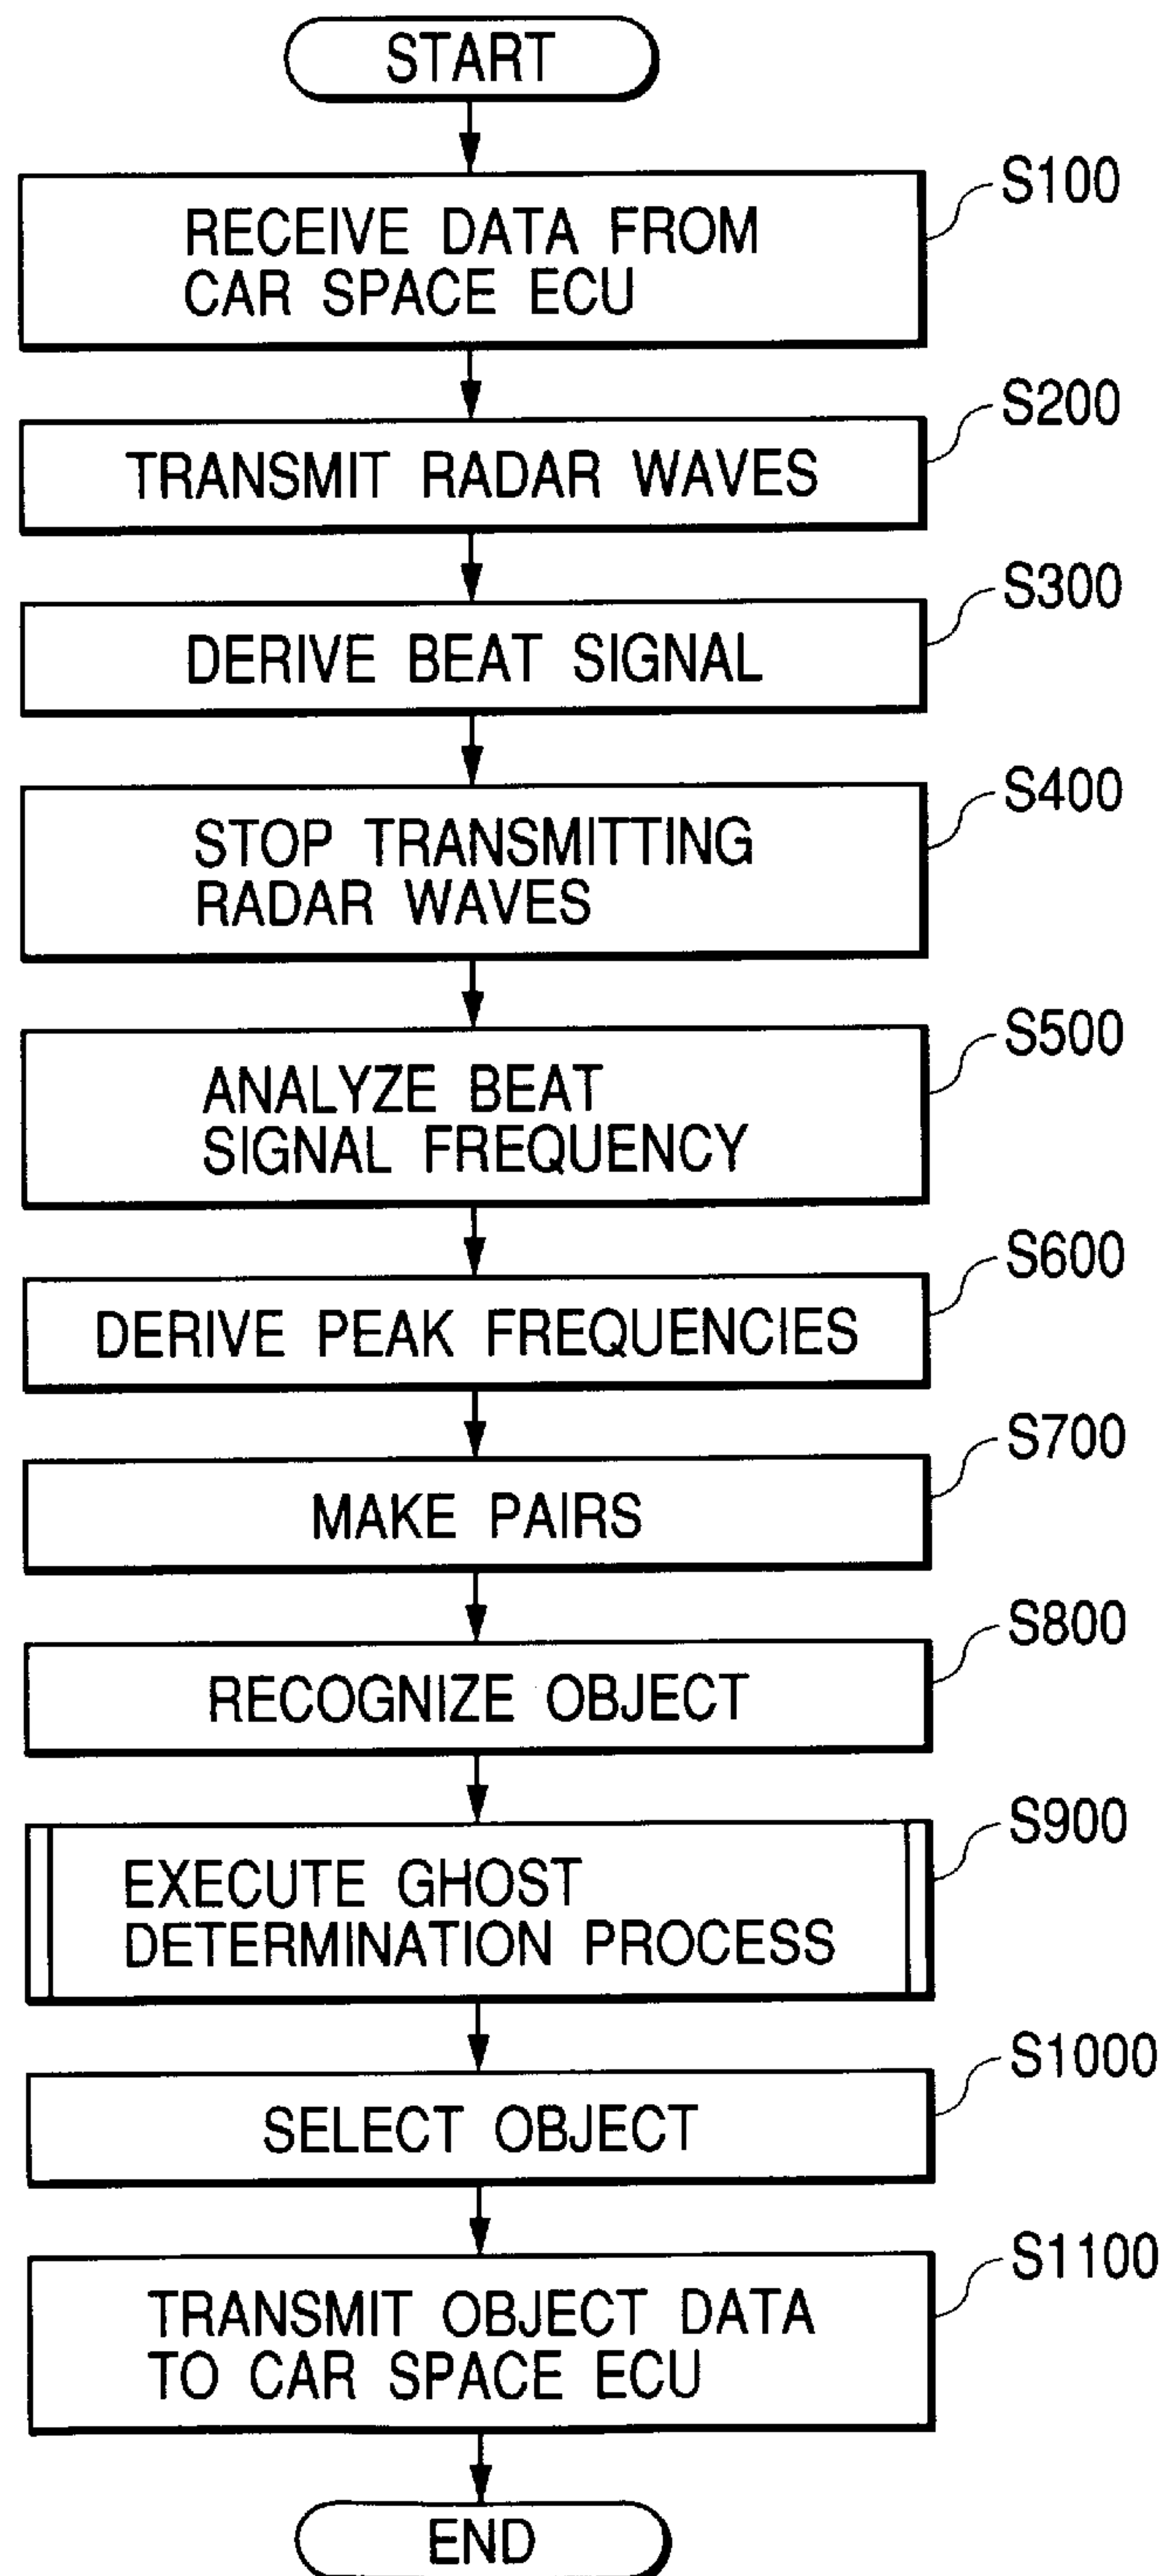 START
S100
RECEIVE DATA FROM
CAR SPACE ECU
S200
TRANSMIT RADAR WAVES
S300
DERIVE BEAT SIGNAL
S400
STOP TRANSMITTING
RADAR WAVES
S500
ANALYZE BEAT
SIGNAL FREQUENCY
S600
DERIVE PEAK FREQUENCIES
S700
MAKE PAIRS
S800
RECOGNIZE OBJECT
S900
EXECUTE GHOST
DETERMINATION PROCESS
S1000
SELECT OBJECT
S1100
TRANSMIT OBJECT DATA
TO CAR SPACE ECU
END